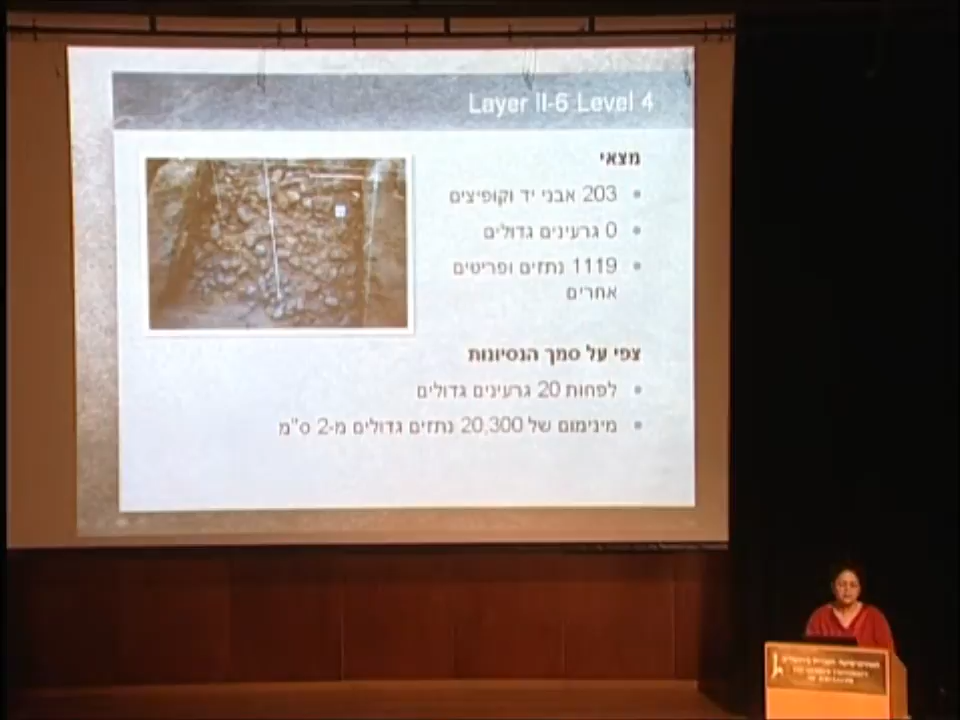 Layer II-6 Level 4
מצאי
203 אבני יד וקופיצים
0 גרעינים גדולים
1119 נתזים ופריטים
אחרים
צפי על סמך הנסיונות
לפחות 20 גרעינים גדולים
מינימום של 20,300 נתזים גדולים מ-2 ס"מ